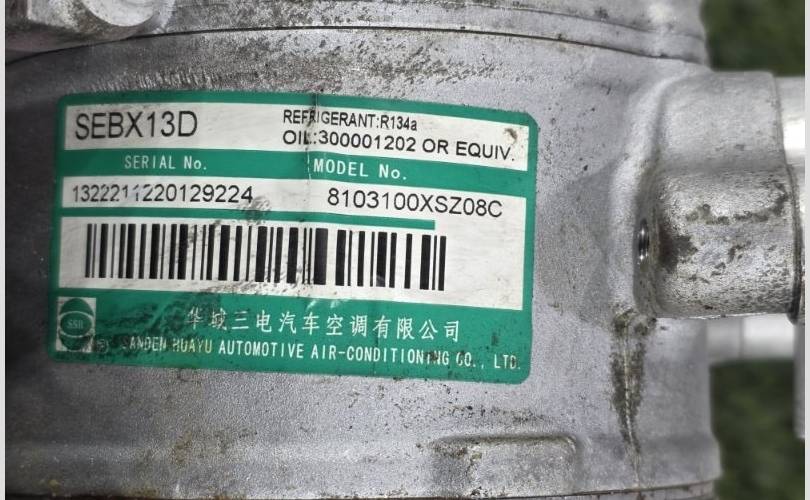 SEBX13D
REFRIGERANT:R134a
OIL:300001202 OR EQUIV.
SERIAL No.
MODEL No.
1322211220129224
8103100XSZ08C
SSB
华域三电汽车空调有限公司
SANDEN HUAYU AUTOMOTIVE AIR-CONDITIONING CO., LTD.